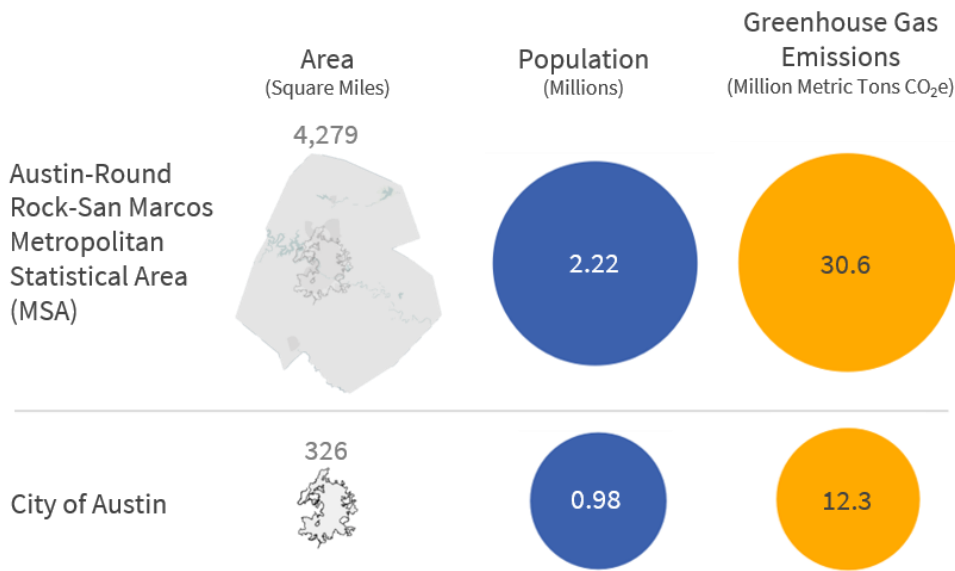 Area
(Square Miles)
Population
(Millions)
Greenhouse Gas
Emissions
(Million Metric Tons CO₂e)
Austin-Round
Rock-San Marcos
Metropolitan
Statistical Area
(MSA)
4,279
2.22
30.6
City of Austin
326
0.98
12.3